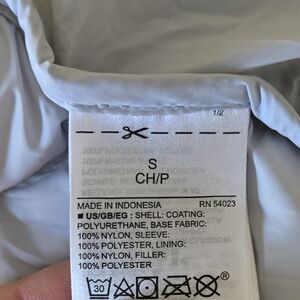 1/2
S
CH/P
MADE IN INDONESIA RN 54023
■ US/GB/EG : SHELL: COATING:
POLYURETHANE, BASE FABRIC:
100% NYLON, SLEEVE:
100% POLYESTER, LINING:
100% NYLON, FILLER:
100% POLYESTER
30 ®